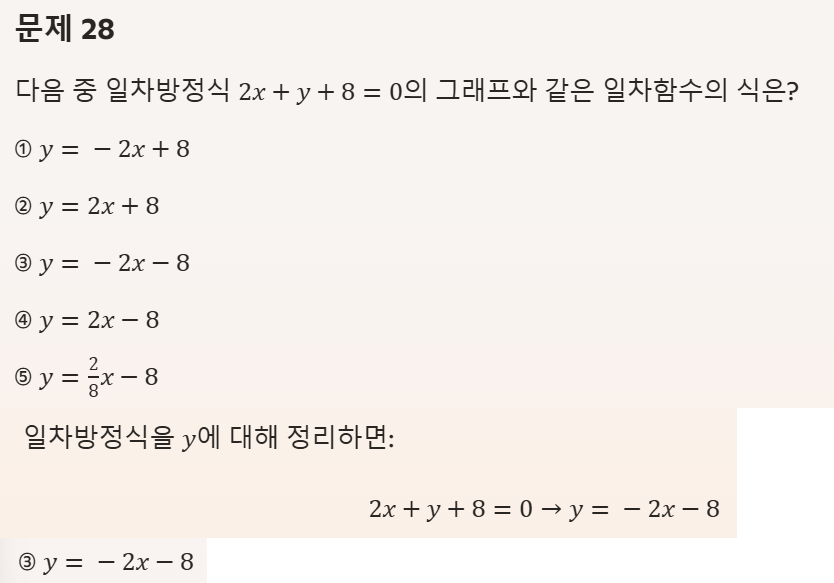 문제 28
다음 중 일차방정식 2x + y + 8 = 0의 그래프와 같은 일차함수의 식은?
① y = − 2x + 8
② y = 2x + 8
③ y = − 2x − 8
④ y = 2x − 8
⑤ y = 2/8 x − 8
일차방정식을 y에 대해 정리하면:
2x + y + 8 = 0 → y = − 2x − 8
③ y = − 2x − 8